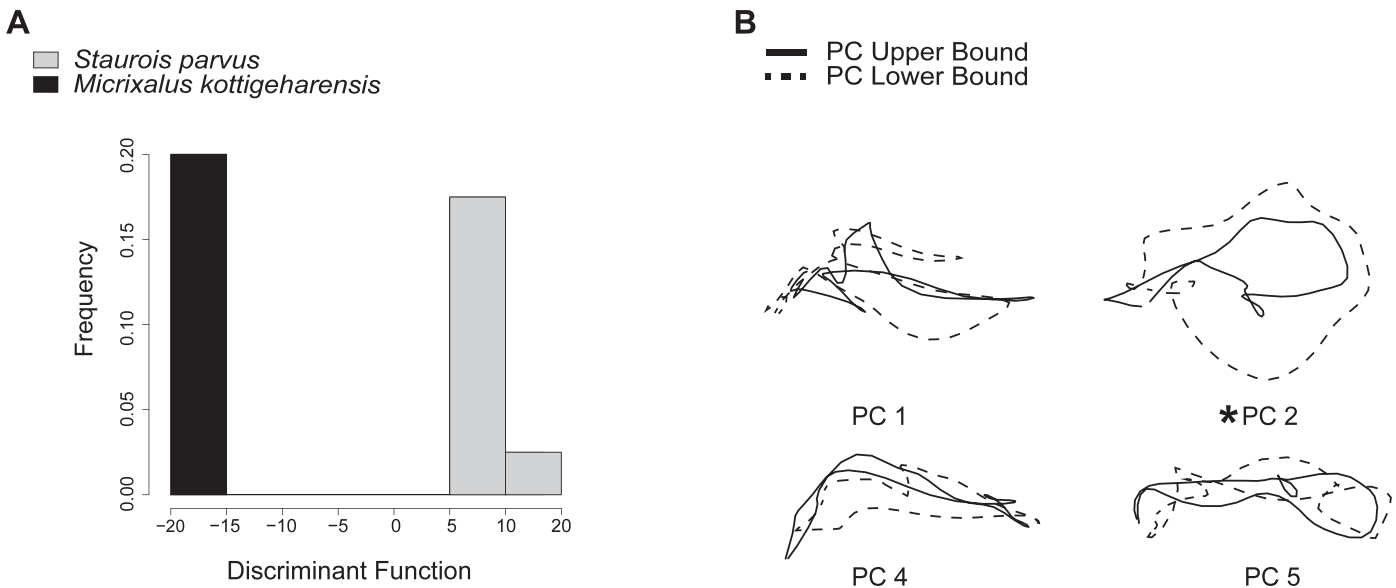 A
Staurois parvus
Micrixalus kottigeharensis
Frequency
0.20
0.15
0.10
0.05
0.00
−20 −15 −10 −5 0 5 10 20
Discriminant Function
B
PC Upper Bound
PC Lower Bound
PC 1
*PC 2
PC 4
PC 5